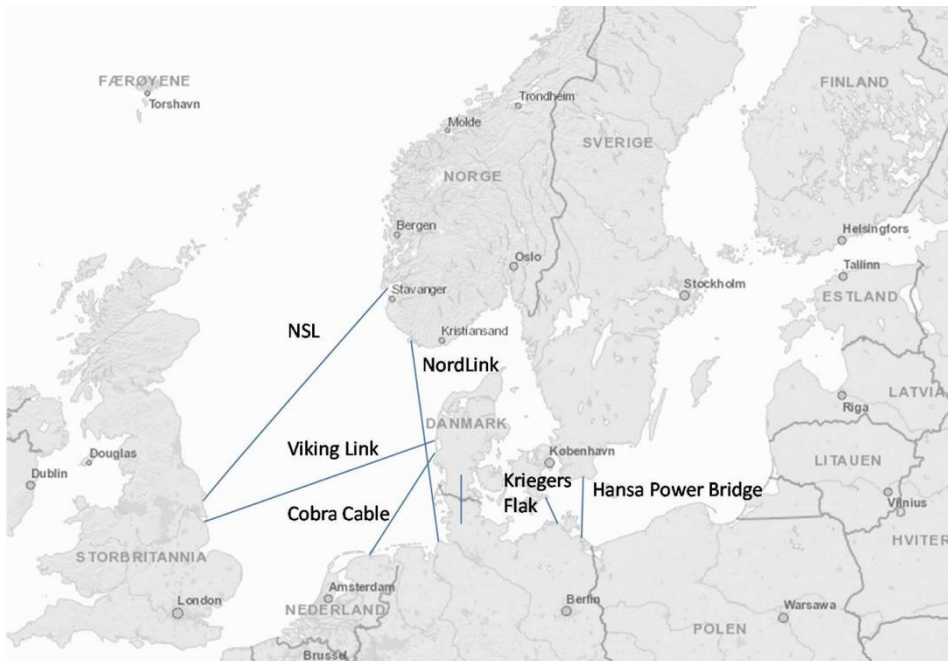 FÆRØYENE
Torshavn
Trondheim
FINLAND
Molde
SVERIGE
NORGE
Bergen
Helsingfors
Oslo
Tallinn
Stockholm
Stavanger
ESTLAND
NSL
Kristiansand
NordLink
LATVIA
Riga
DANMARK
Viking Link
Douglas
København
LITAUEN
Dublin
Kriegers
Flak
Hansa Power Bridge
Vilnius
Cobra Cable
HVITER
STORBRITANNIA
Amsterdam
London
NEDERLAND
Berlin
Warsawa
POLEN
Brussel